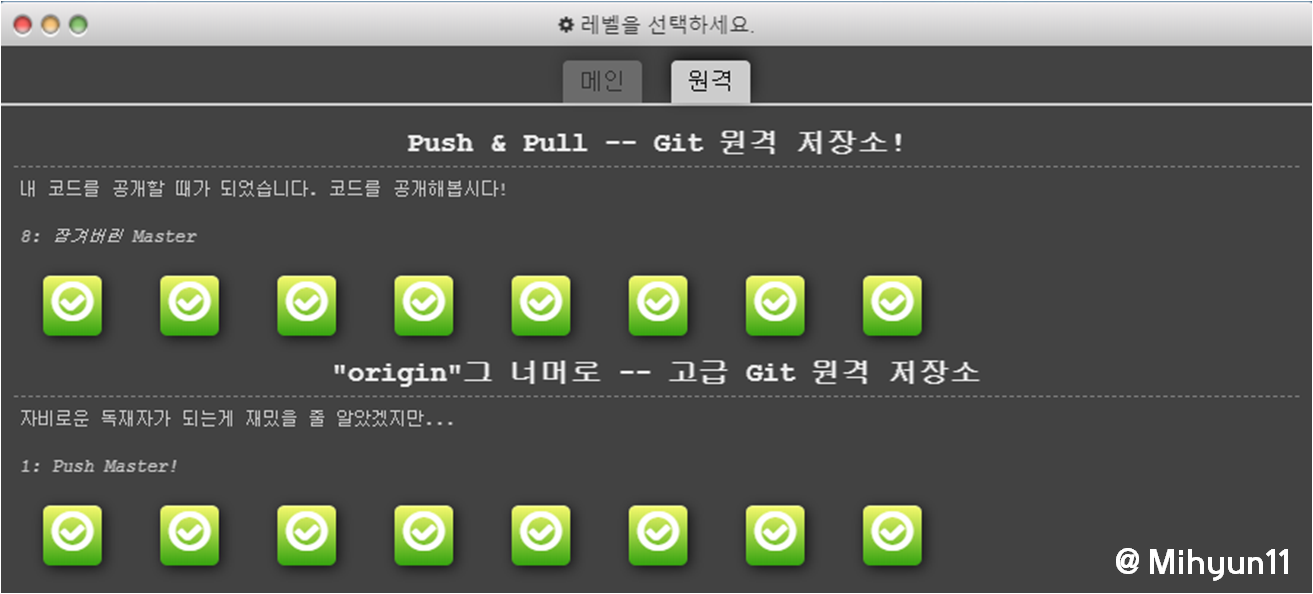 레벨을 선택하세요.
메인 원격
Push & Pull -- Git 원격 저장소!
내 코드를 공개할 때가 되었습니다. 코드를 공개해봅시다!
8: 잠겨버린 Master
"origin"그 너머로 -- 고급 Git 원격 저장소
자비로운 독재자가 되는게 재밌을 줄 알았겠지만...
1: Push Master!
@ Mihyun11